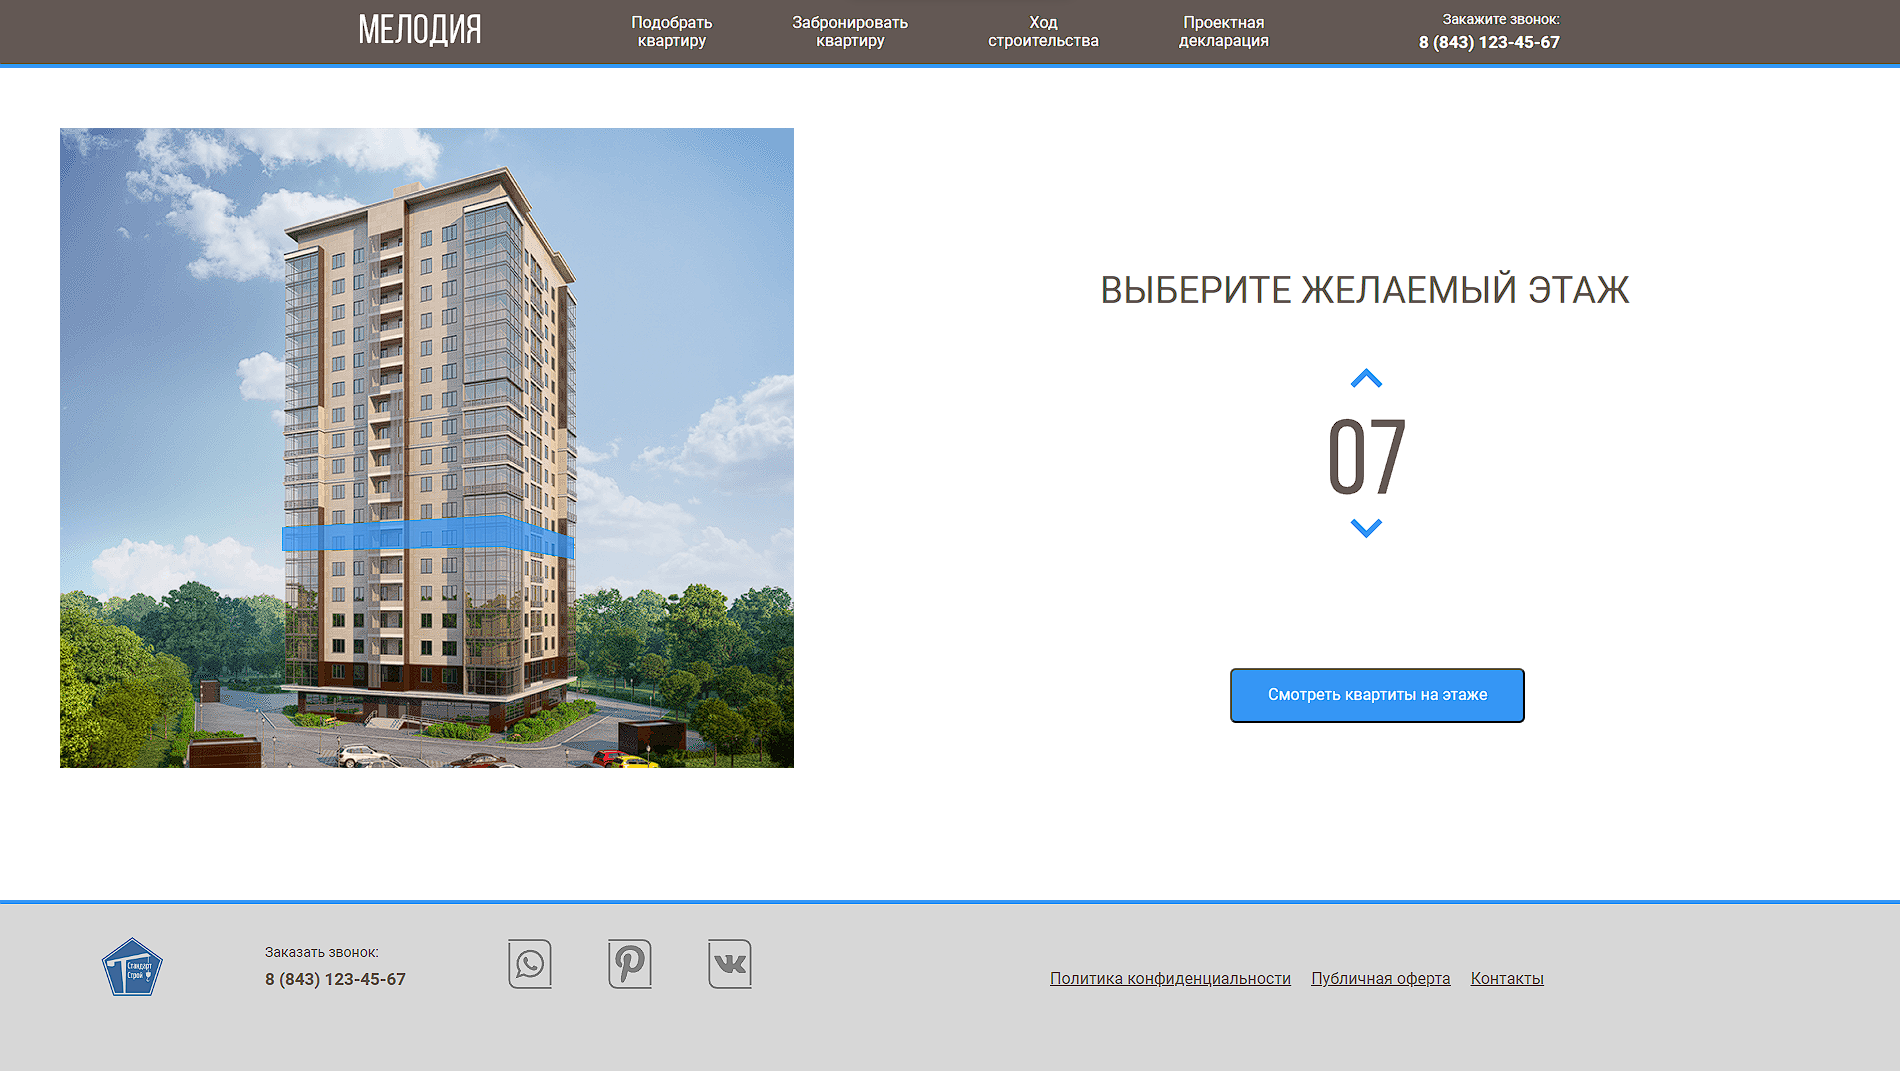 МЕЛОДИЯ
Подобрать
квартиру
Забронировать
квартиру
Ход
строительства
Проектная
декларация
Закажите звонок:
8 (843) 123-45-67
ВЫБЕРИТЕ ЖЕЛАЕМЫЙ ЭТАЖ
07
Смотреть квартиты на этаже
Стандарт
Строй
Заказать звонок:
8 (843) 123-45-67
Политика конфиденциальности
Публичная оферта
Контакты